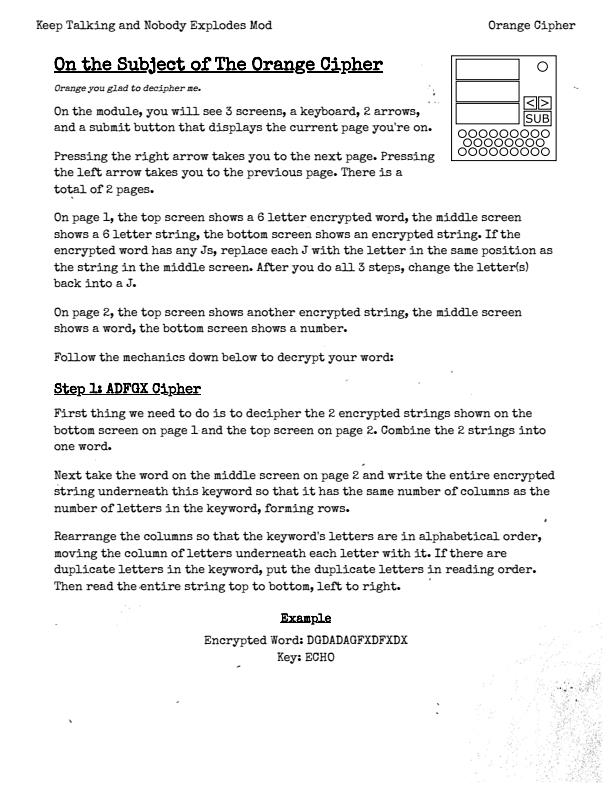 Keep Talking and Nobody Explodes Mod
Orange Cipher
On the Subject of The Orange Cipher
Orange you glad to decipher me.
< >
SUB
On the module, you will see 3 screens, a keyboard, 2 arrows,
and a submit button that displays the current page you're on.
Pressing the right arrow takes you to the next page. Pressing
the left arrow takes you to the previous page. There is a
total of 2 pages.
On page 1, the top screen shows a 6 letter encrypted word, the middle screen
shows a 6 letter string, the bottom screen shows an encrypted string. If the
encrypted word has any Js, replace each J with the letter in the same position as
the string in the middle screen. After you do all 3 steps, change the letter(s)
back into a J.
On page 2, the top screen shows another encrypted string, the middle screen
shows a word, the bottom screen shows a number.
Follow the mechanics down below to decrypt your word:
Step 1: ADFGX Cipher
First thing we need to do is to decipher the 2 encrypted strings shown on the
bottom screen on page 1 and the top screen on page 2. Combine the 2 strings into
one word.
Next take the word on the middle screen on page 2 and write the entire encrypted
string underneath this keyword so that it has the same number of columns as the
number of letters in the keyword, forming rows.
Rearrange the columns so that the keyword's letters are in alphabetical order,
moving the column of letters underneath each letter with it. If there are
duplicate letters in the keyword, put the duplicate letters in reading order.
Then read the entire string top to bottom, left to right.
Example
Encrypted Word: DGDADAGFXDFXDX
Key: ECHO